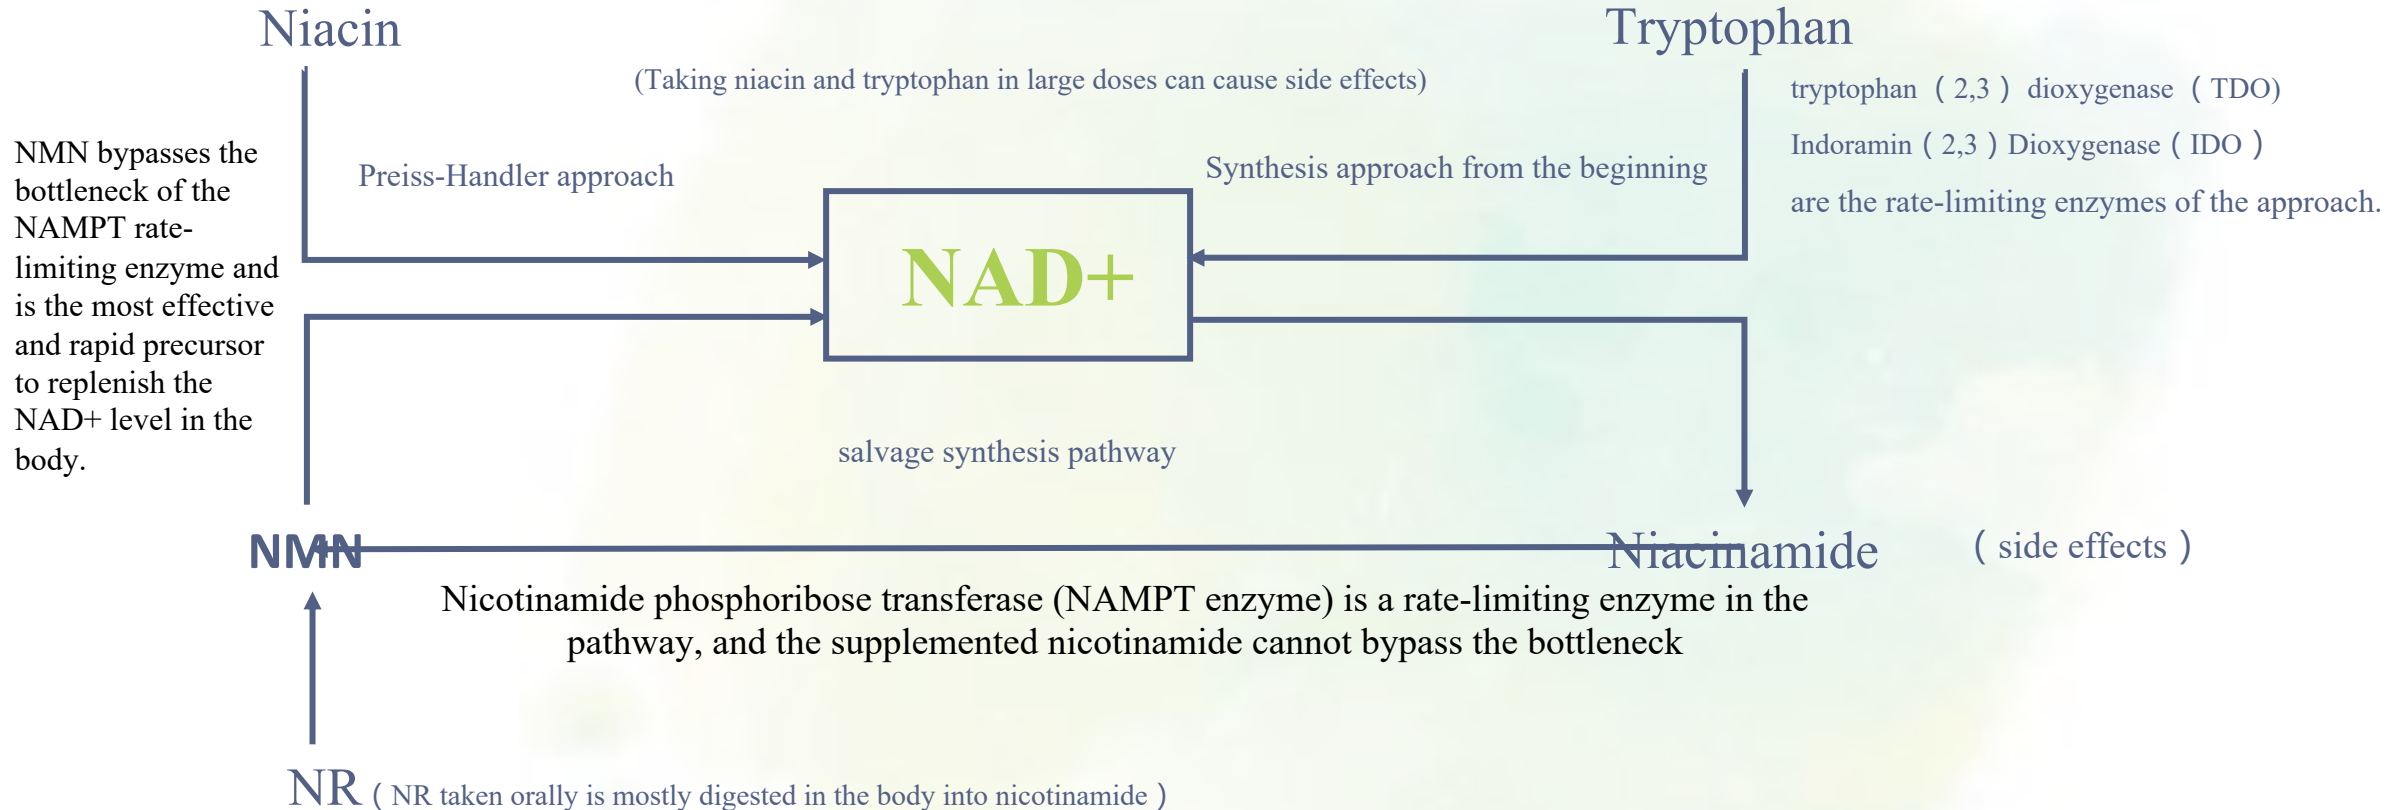 Niacin
Tryptophan
(Taking niacin and tryptophan in large doses can cause side effects)
tryptophan ( 2,3 ) dioxygenase ( TDO)
Indoramin ( 2,3 ) Dioxygenase ( IDO )
are the rate-limiting enzymes of the approach.
NMN bypasses the
bottleneck of the
NAMPT rate-
limiting enzyme and
is the most effective
and rapid precursor
to replenish the
NAD+ level in the
body.
Preiss-Handler approach
Synthesis approach from the beginning
NAD+
salvage synthesis pathway
NMN
Niacinamide
( side effects )
Nicotinamide phosphoribose transferase (NAMPT enzyme) is a rate-limiting enzyme in the
pathway, and the supplemented nicotinamide cannot bypass the bottleneck
NR ( NR taken orally is mostly digested in the body into nicotinamide )